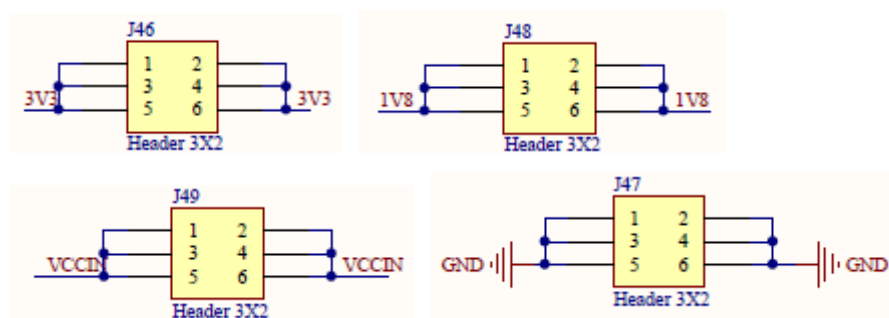 J46
1 2
3V3 3 4 3V3
5 6
Header 3X2
J48
1 2
1V8 3 4 1V8
5 6
Header 3X2
J49
1 2
VCCIN 3 4 VCCIN
5 6
Header 3X2
J47
1 2
3 4
GND 5 6 GND
Header 3X2